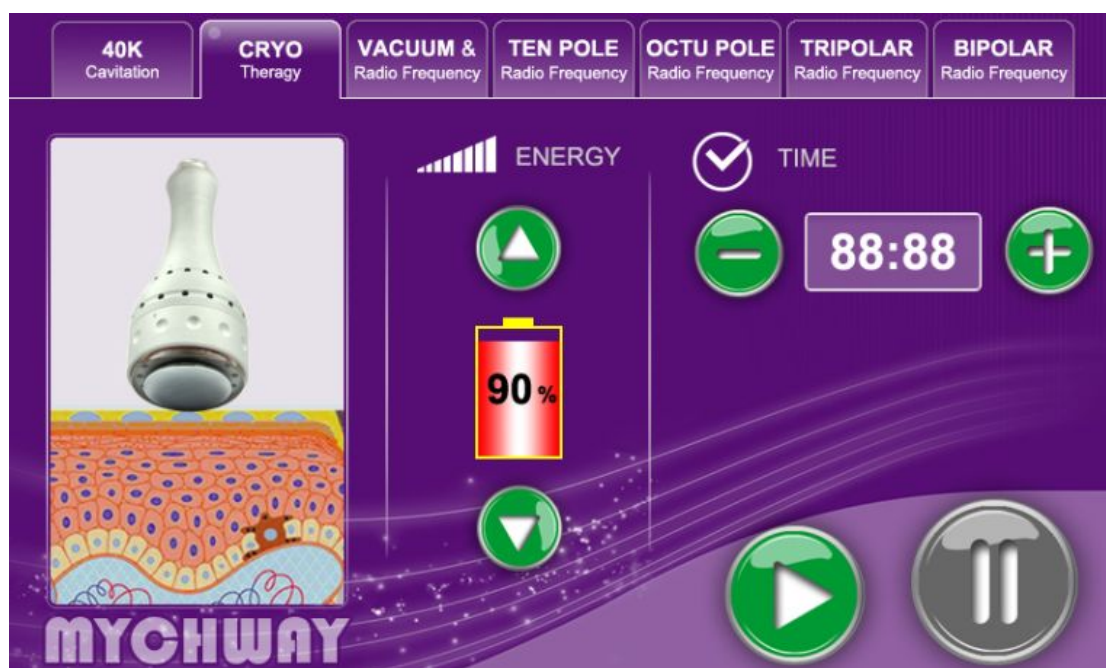 40K
Cavitation
CRYO
Theragy
VACUUM &
Radio Frequency
TEN POLE
Radio Frequency
OCTU POLE
Radio Frequency
TRIPOLAR
Radio Frequency
BIPOLAR
Radio Frequency
ENERGY
TIME
88:88
90 %
MYCHWAY